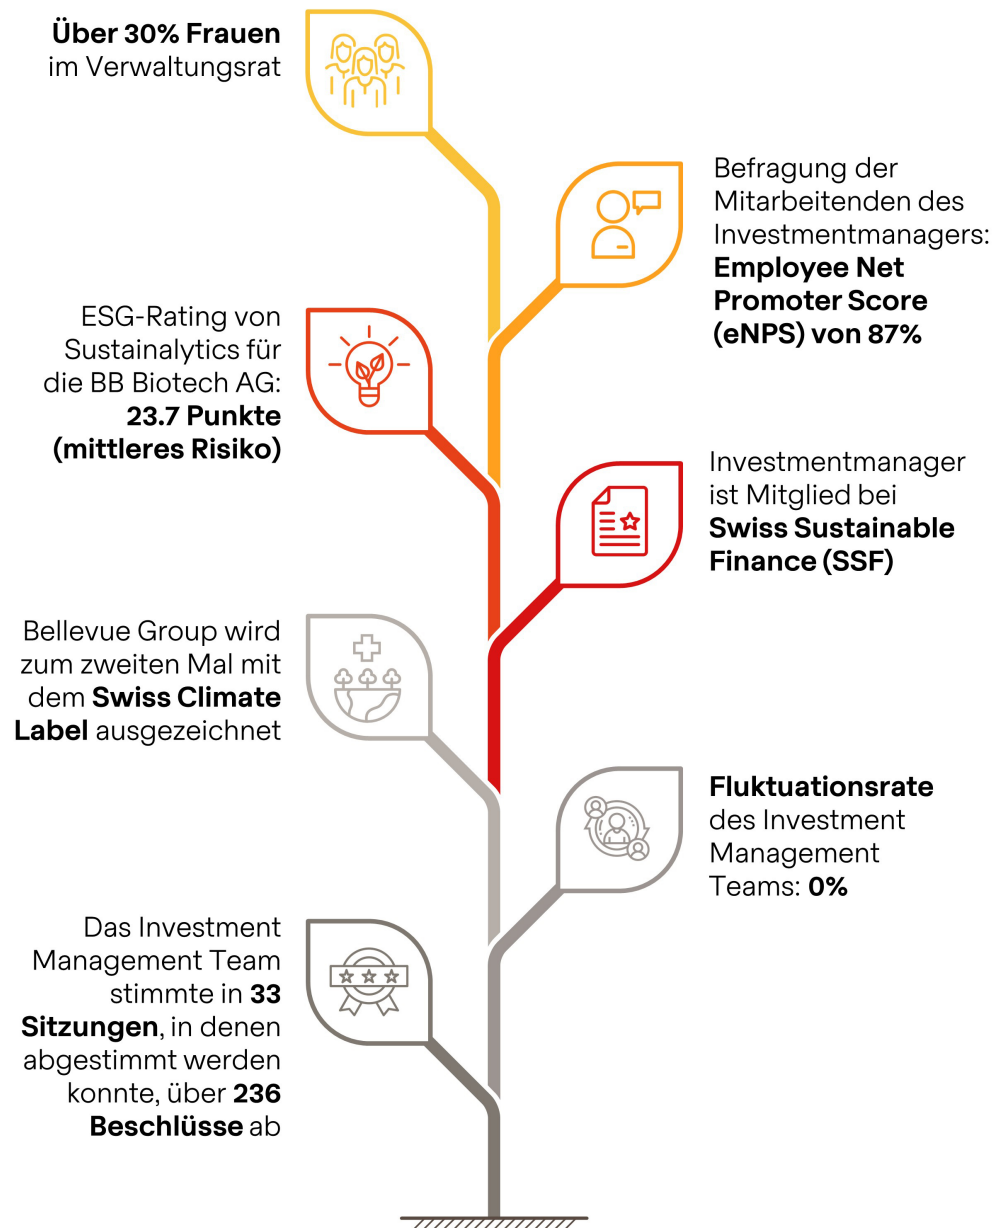 Über 30% Frauen
im Verwaltungsrat
Befragung der
Mitarbeitenden des
Investmentmanagers:
Employee Net
Promoter Score
(eNPS) von 87%
ESG-Rating von
Sustainalytics für
die BB Biotech AG:
23.7 Punkte
(mittleres Risiko)
Investmentmanager
ist Mitglied bei
Swiss Sustainable
Finance (SSF)
Bellevue Group wird
zum zweiten Mal mit
dem Swiss Climate
Label ausgezeichnet
Fluktuationsrate
des Investment
Management
Teams: 0%
Das Investment
Management Team
stimmte in 33
Sitzungen, in denen
abgestimmt werden
konnte, über 236
Beschlüsse ab